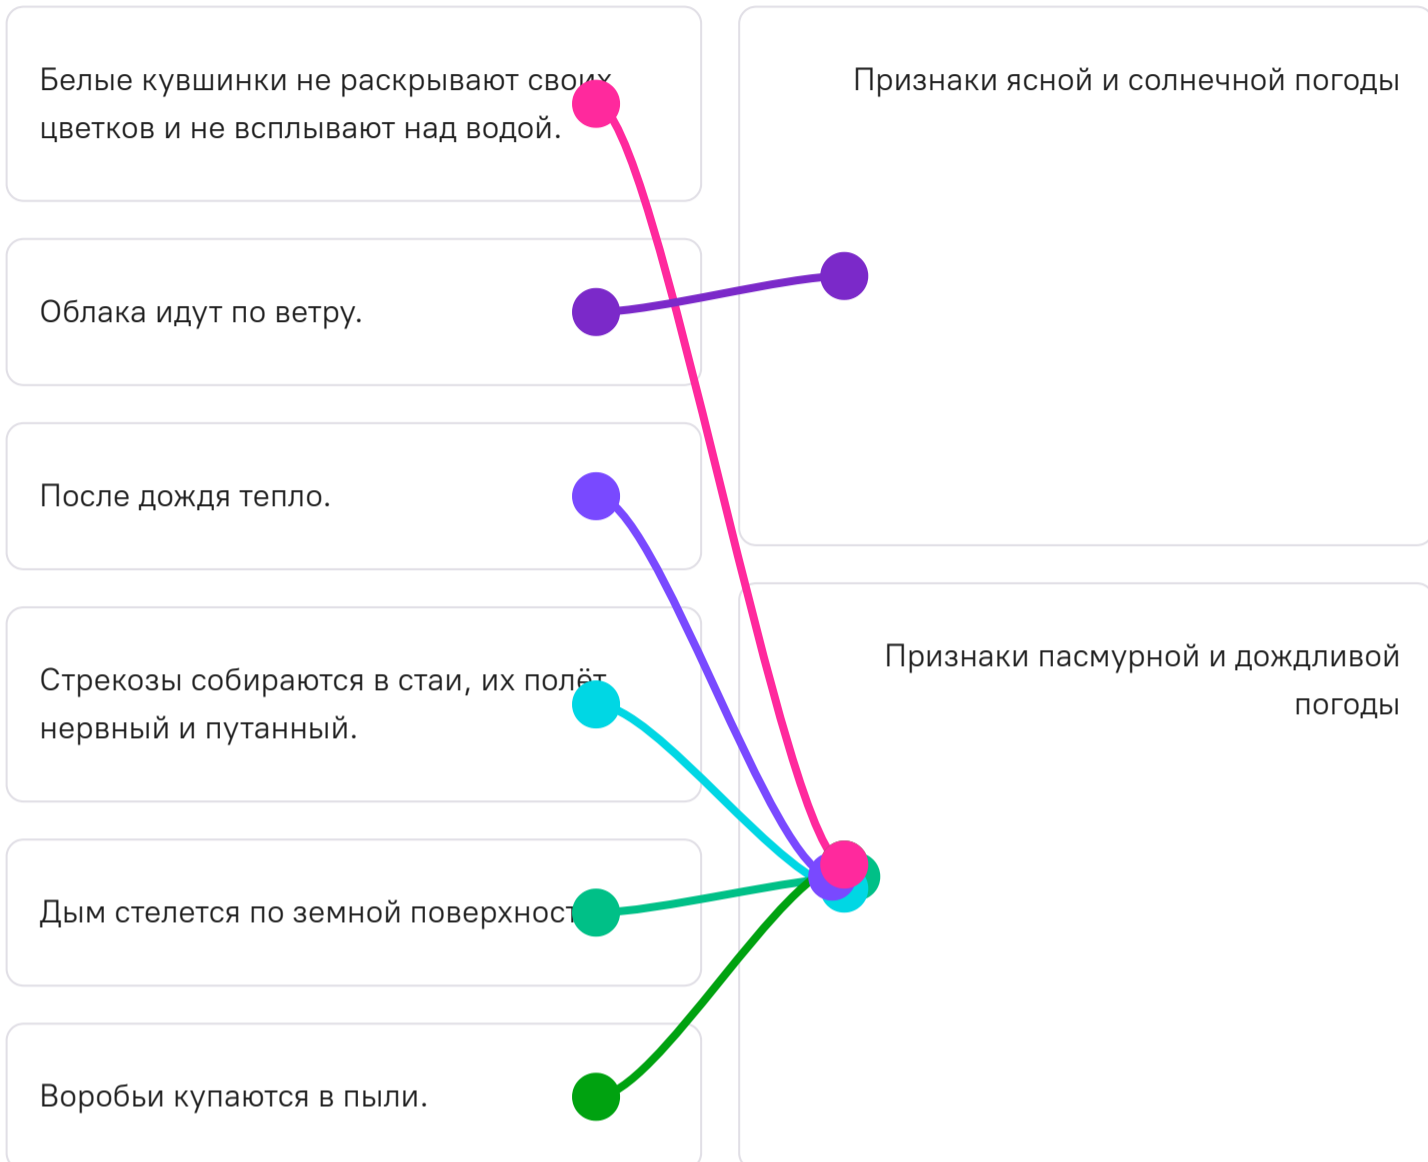 Белые кувшинки не раскрывают своих
цветков и не всплывают над водой.
Облака идут по ветру.
После дождя тепло.
Стрекозы собираются в стаи, их полёт
нервный и путанный.
Дым стелется по земной
Воробьи купаются в пыли.
Признаки ясной и солнечной погоды
Признаки пасмурной и дождливой
погоды